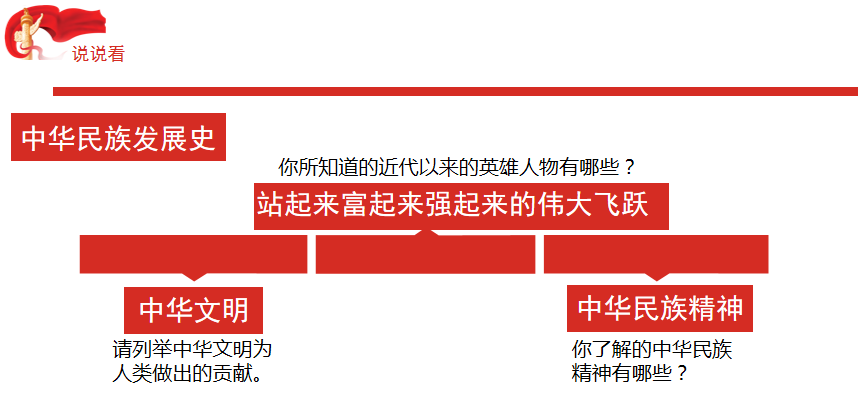 说说看
中华民族发展史
你所知道的近代以来的英雄人物有哪些？
站起来富起来强起来的伟大飞跃
中华文明
请列举中华文明为
人类做出的贡献。
中华民族精神
你了解的中华民族
精神有哪些？